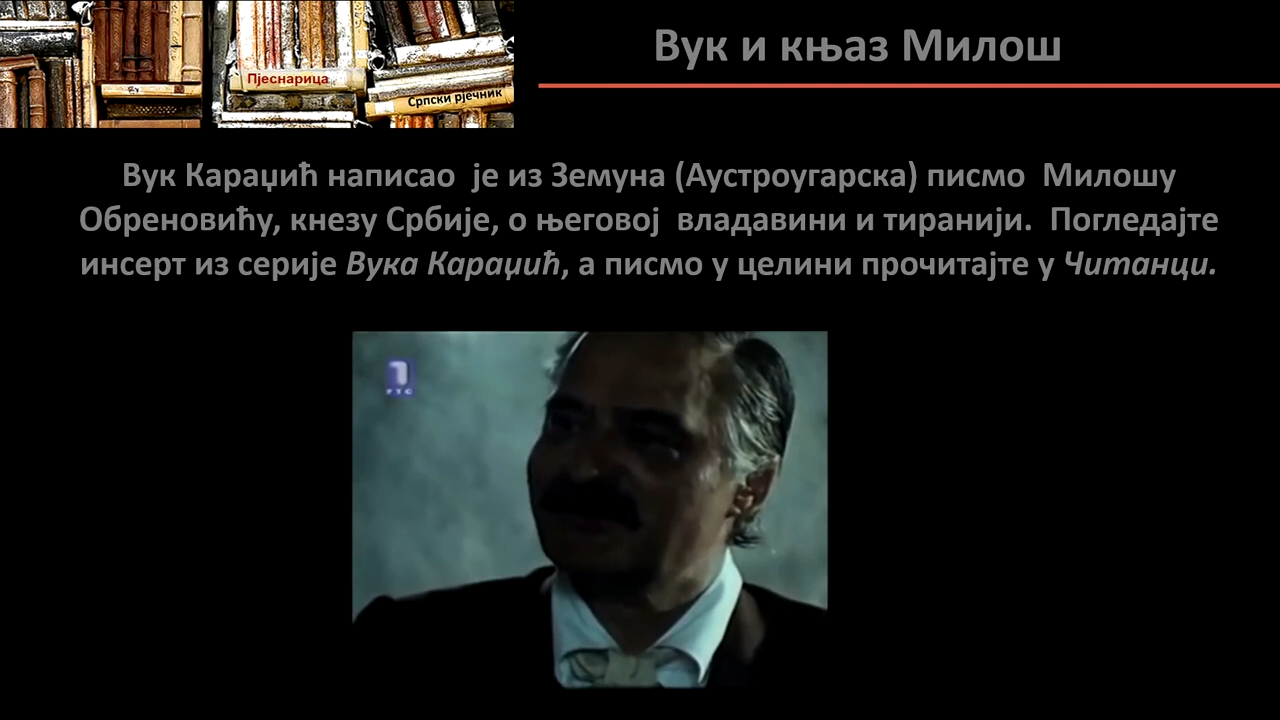 Пјеснарица
Српски рјечник
Вук и књаз Милош
Вук Караџић написао је из Земуна (Аустроугарска) писмо Милошу
Обреновићу, кнезу Србије, о његовој владавини и тиранији. Погледајте
инсерт из серије Вука Караџић, а писмо у целини прочитајте у Читанци.
1
РТС